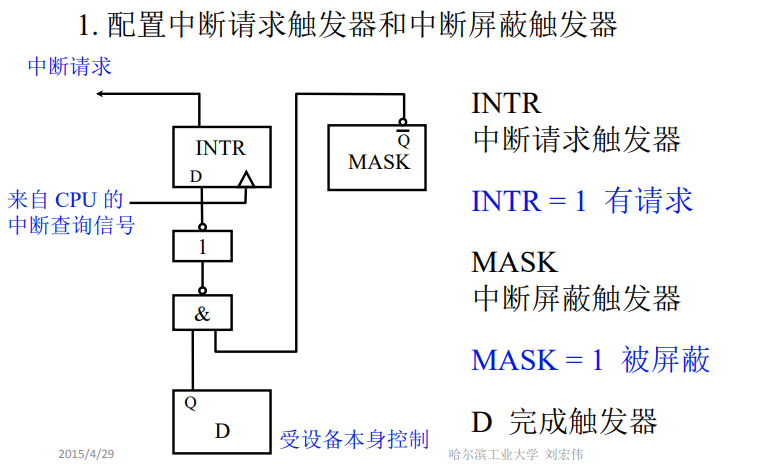 1. 配置中断请求触发器和中断屏蔽触发器
中断请求
INTR
D
来自 CPU 的
中断查询信号
1
&
Q
D
受设备本身控制
Q̅
MASK
INTR
中断请求触发器
INTR = 1 有请求
MASK
中断屏蔽触发器
MASK = 1 被屏蔽
D 完成触发器
2015/4/29
哈尔滨工业大学 刘宏伟